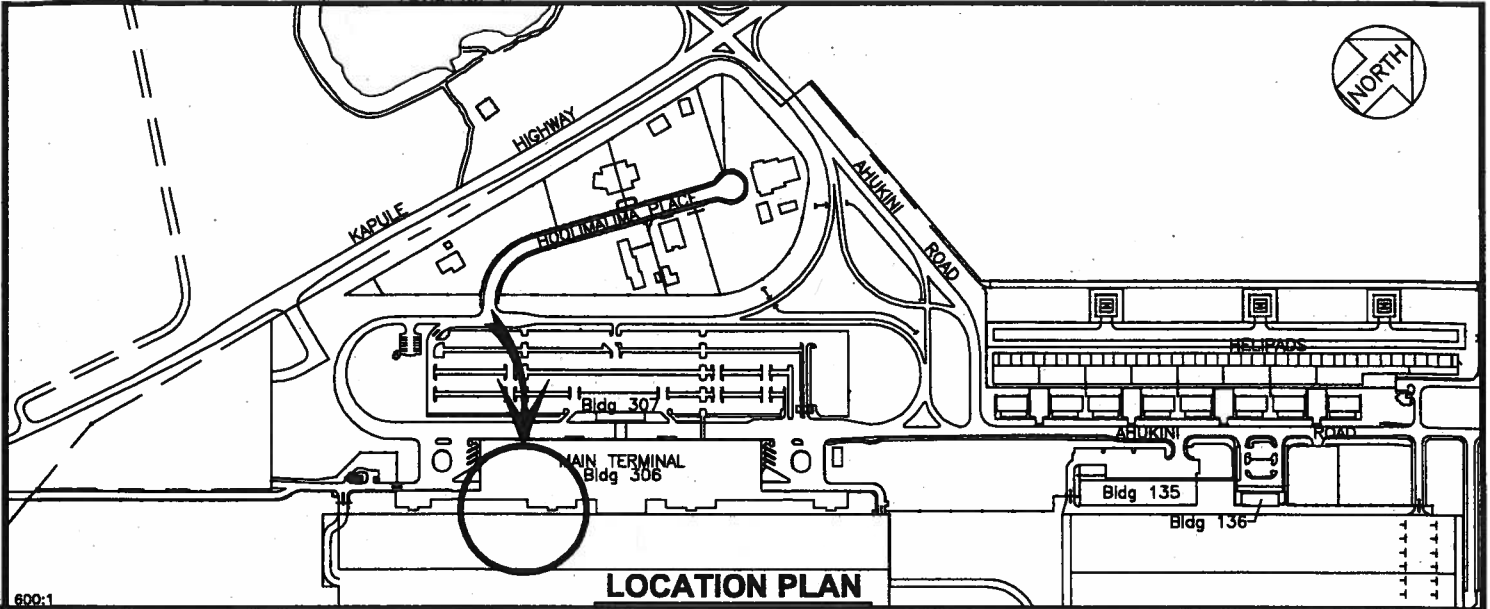 NORTH
HIGHWAY
KAPULE
AHUKINI
ROAD
HOOLIMALIMA PLACE
HELIPADS
Bldg 307
AHUKINI ROAD
MAIN TERMINAL
Bldg 306
Bldg 135
Bldg 136
LOCATION PLAN
600:1